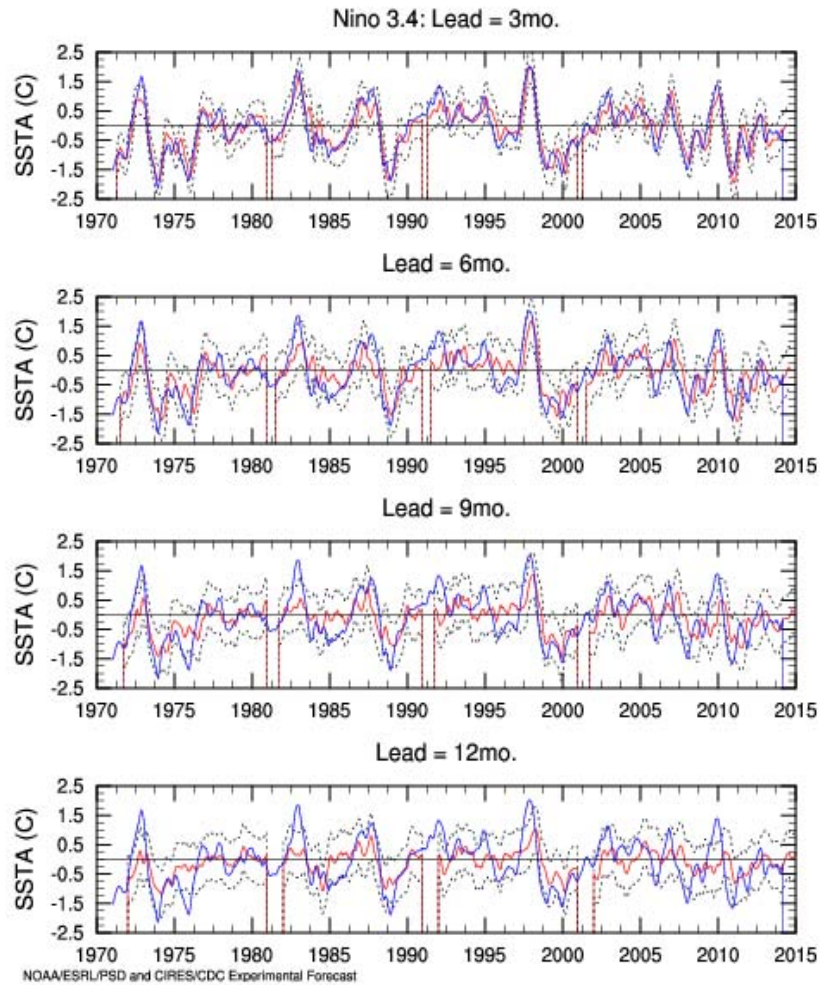 Nino 3.4: Lead = 3mo.
SSTA (C)
2.5
1.5
0.5
-0.5
-1.5
-2.5
1970 1975 1980 1985 1990 1995 2000 2005 2010 2015
Lead = 6mo.
SSTA (C)
2.5
1.5
0.5
-0.5
-1.5
-2.5
1970 1975 1980 1985 1990 1995 2000 2005 2010 2015
Lead = 9mo.
SSTA (C)
2.5
1.5
0.5
-0.5
-1.5
-2.5
1970 1975 1980 1985 1990 1995 2000 2005 2010 2015
Lead = 12mo.
SSTA (C)
2.5
1.5
0.5
-0.5
-1.5
-2.5
1970 1975 1980 1985 1990 1995 2000 2005 2010 2015
NOAA/ESRL/PSD and CIRES/CDC Experimental Forecast